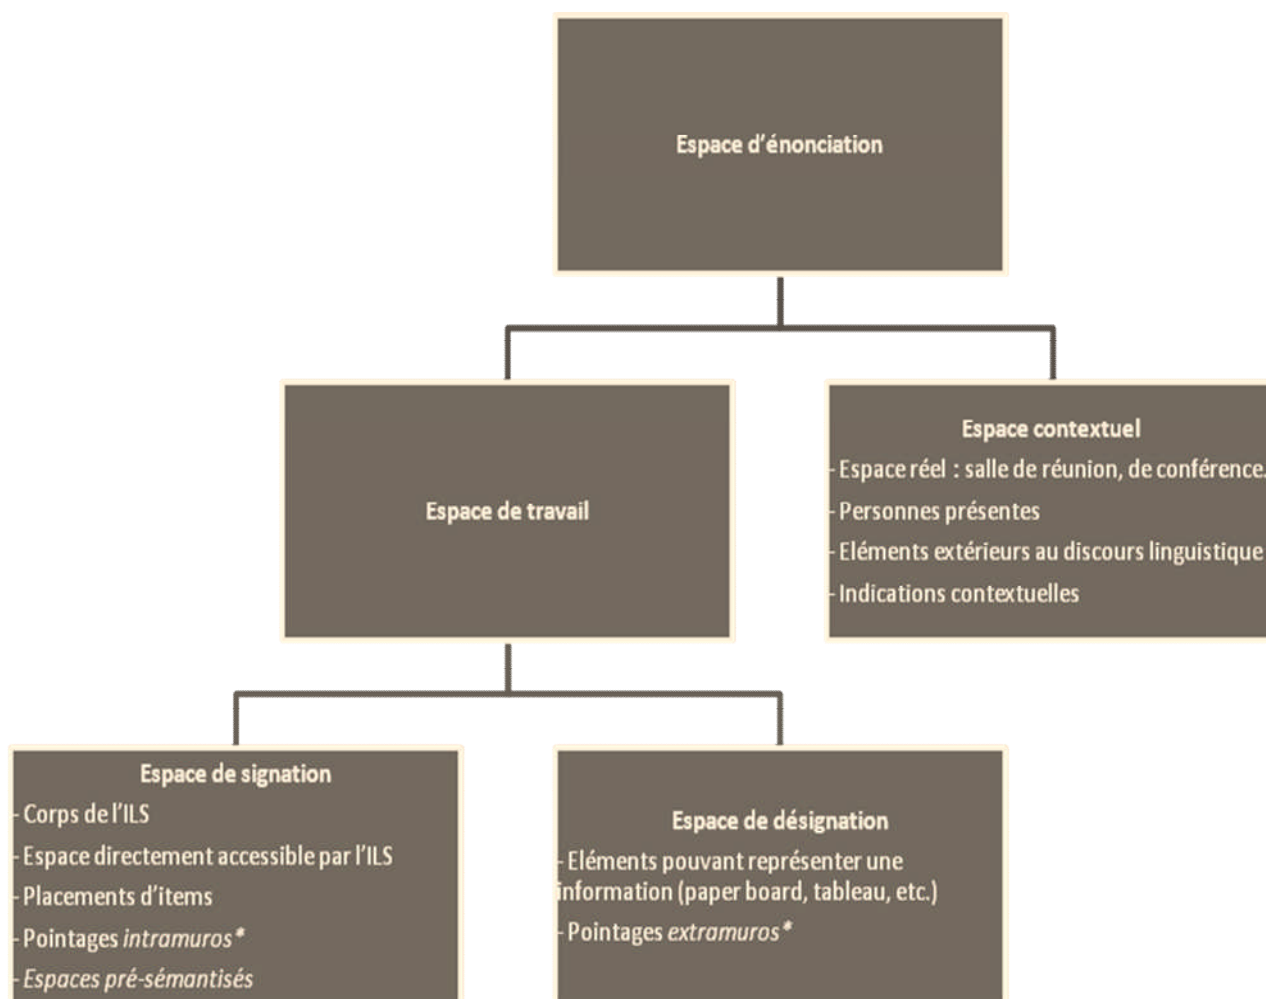 Espace d'énonciation
Espace de travail
Espace contextuel
- Espace réel : salle de réunion, de conférence.
- Personnes présentes
- Eléments extérieurs au discours linguistique
- Indications contextuelles
Espace de signation
- Corps de l'ILS
- Espace directement accessible par l'ILS
- Placements d'items
- Pointages intramuros*
- Espaces pré-sémantisés
Espace de désignation
- Eléments pouvant représenter une
information (paper board, tableau, etc.)
- Pointages extramuros*